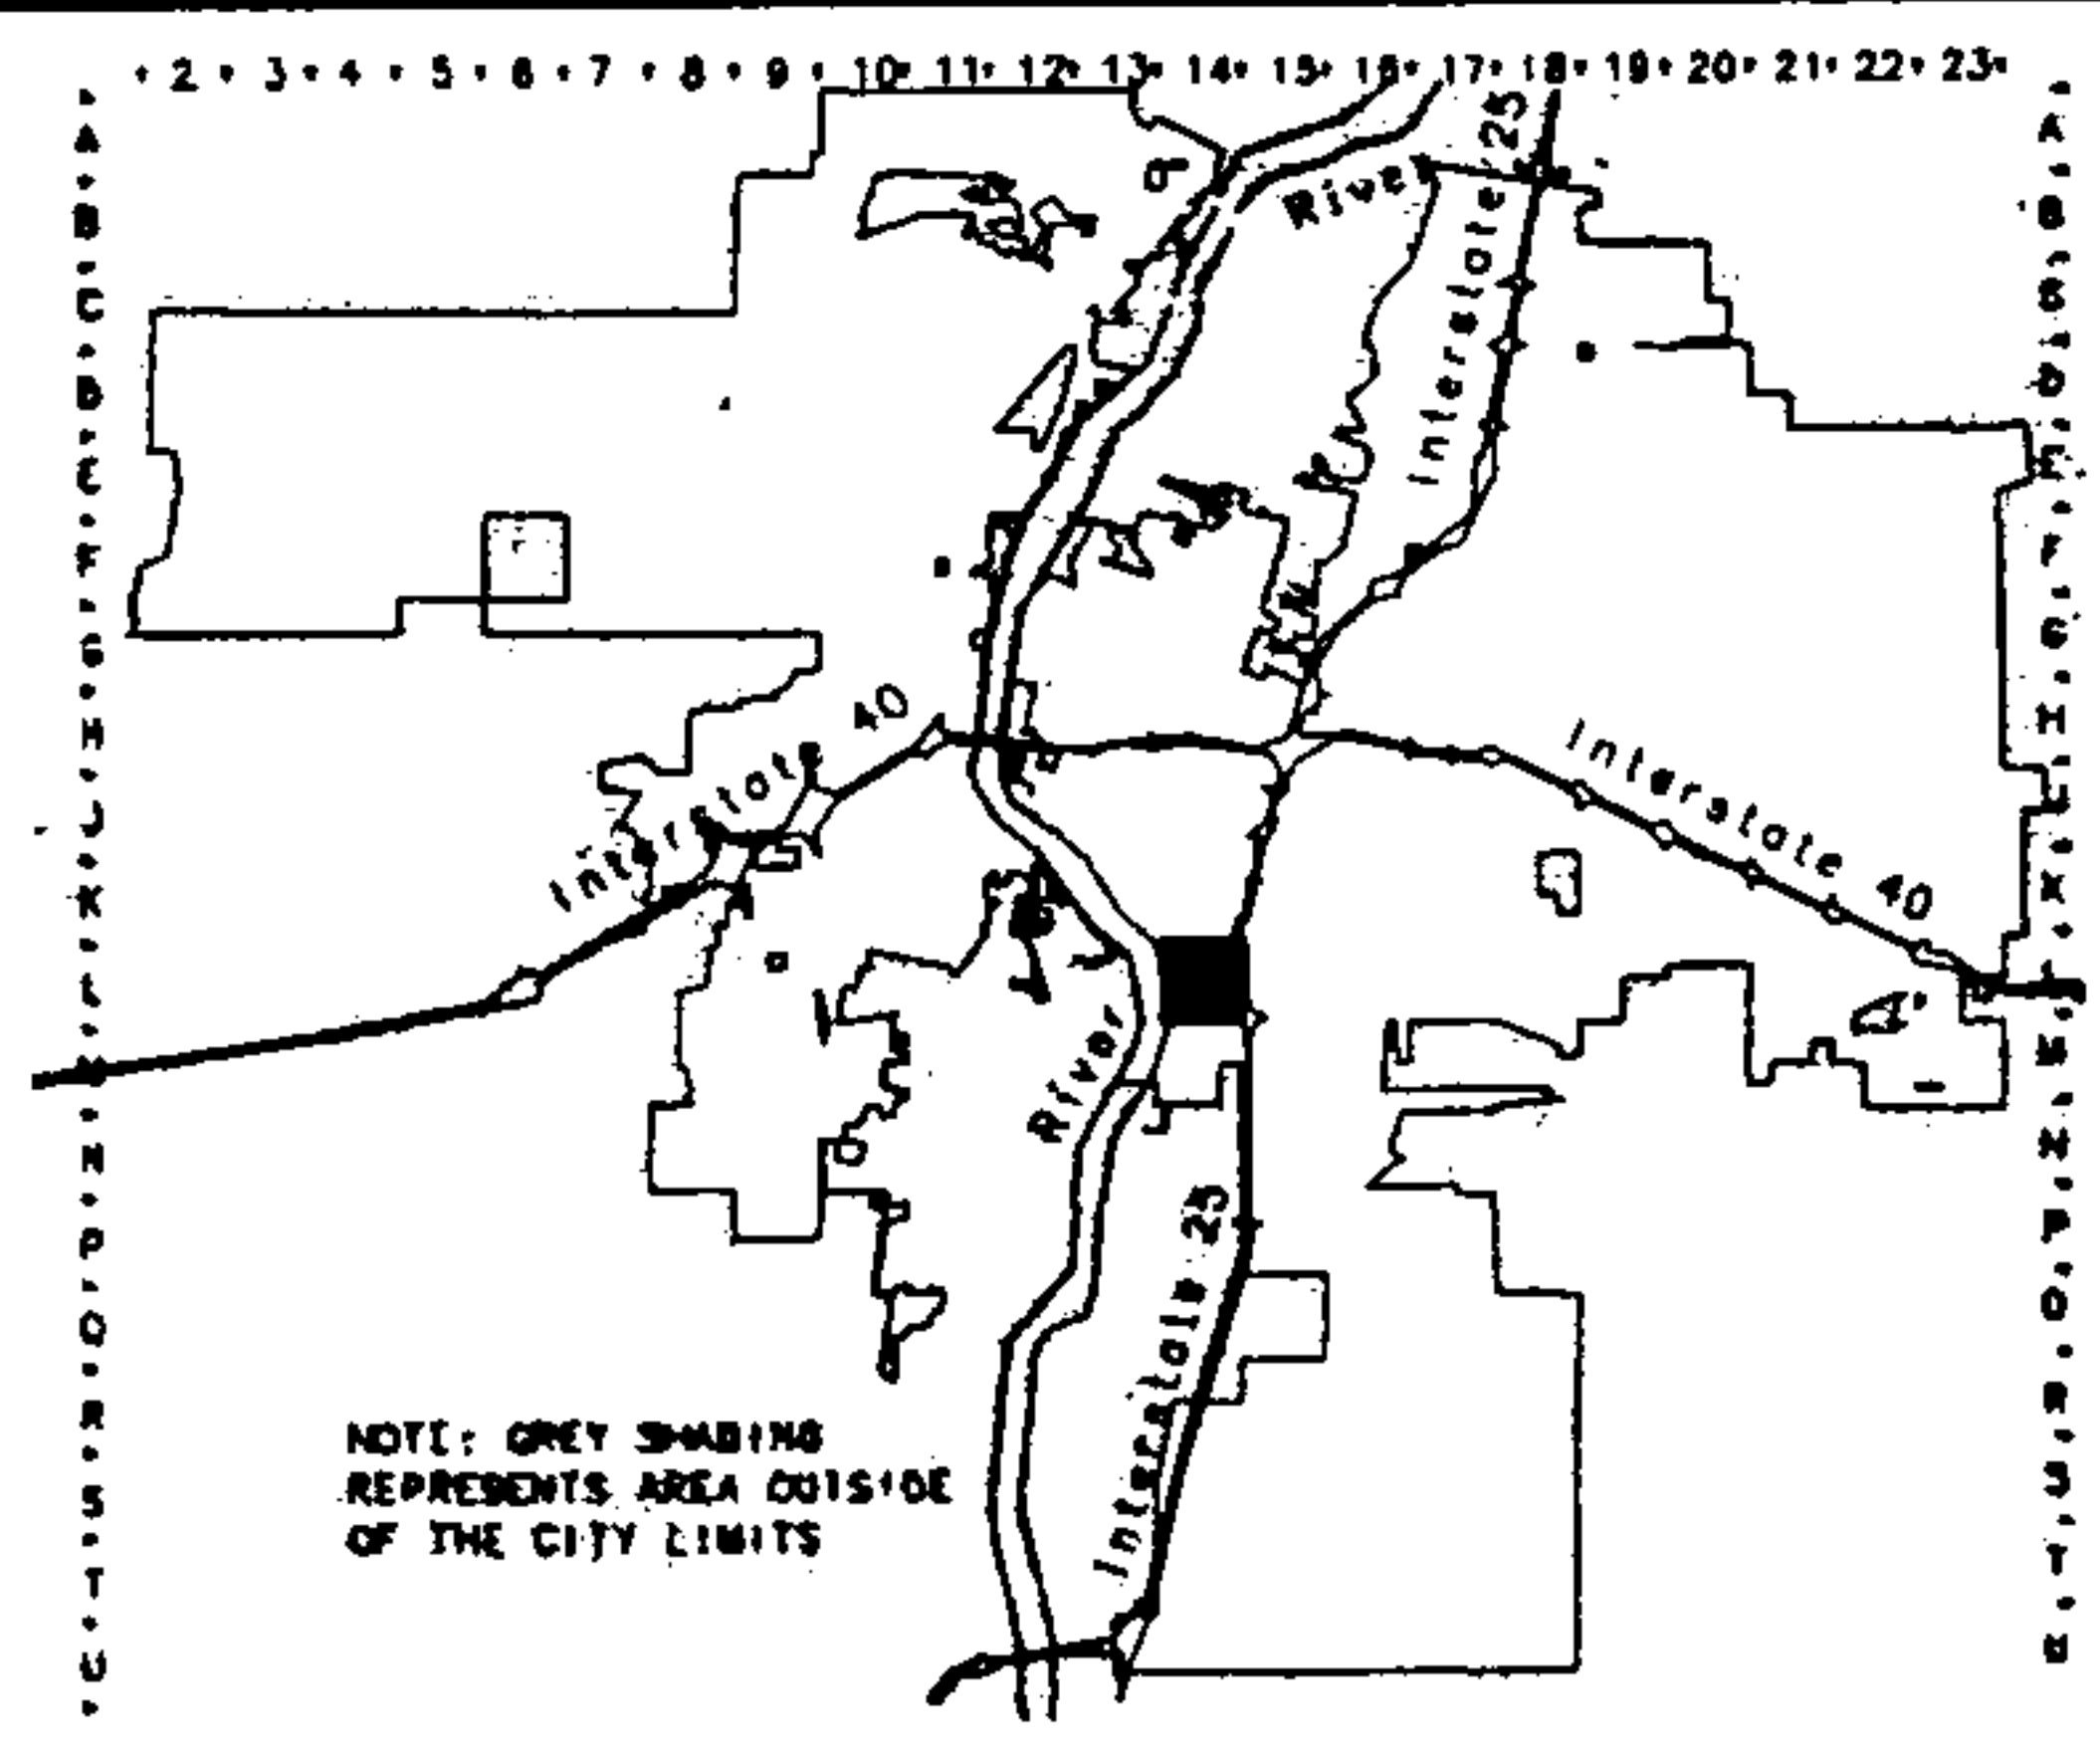 2 3 4 5 6 7 8 9 10 11 12 13 14 15 16 17 18 19 20 21 22 23
A
B
C
D
E
F
G
H
J
K
L
M
N
P
Q
R
S
T
U
River
Interstate 25
Interstate 40
Interstate 40
River
Interstate 25
A
B
C
D
E
F
G
H
J
K
L
M
N
P
Q
R
S
T
U
NOTE: GREY SHADING
REPRESENTS AREA OUTSIDE
OF THE CITY LIMITS